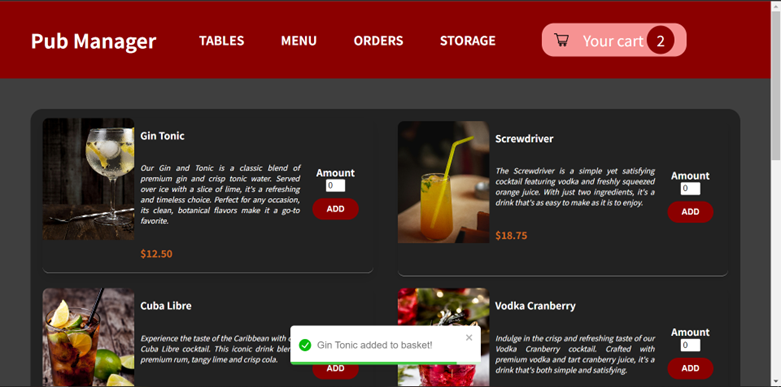 Pub Manager
TABLES
MENU
ORDERS
STORAGE
Your cart 2
Gin Tonic
Our Gin and Tonic is a classic blend of
premium gin and crisp tonic water. Served
over ice with a slice of lime, it's a refreshing
and timeless choice. Perfect for any occasion,
its clean, botanical flavors make it a go-to
favorite.
$12.50
Amount
0
ADD
Screwdriver
The Screwdriver is a simple yet satisfying
cocktail featuring vodka and freshly squeezed
orange juice. With just two ingredients, it's a
drink that's as easy to make as it is to enjoy.
$18.75
Amount
0
ADD
Cuba Libre
Experience the taste of the Caribbean with
Cuba Libre cocktail. This iconic drink
premium rum, tangy lime and crisp cola.
ADD
Gin Tonic added to basket!
Vodka Cranberry
Indulge in the crisp and refreshing taste of our
Vodka Cranberry cocktail. Crafted with
premium vodka and tart cranberry juice, it's a
drink that's both simple and satisfying.
Amount
0
ADD